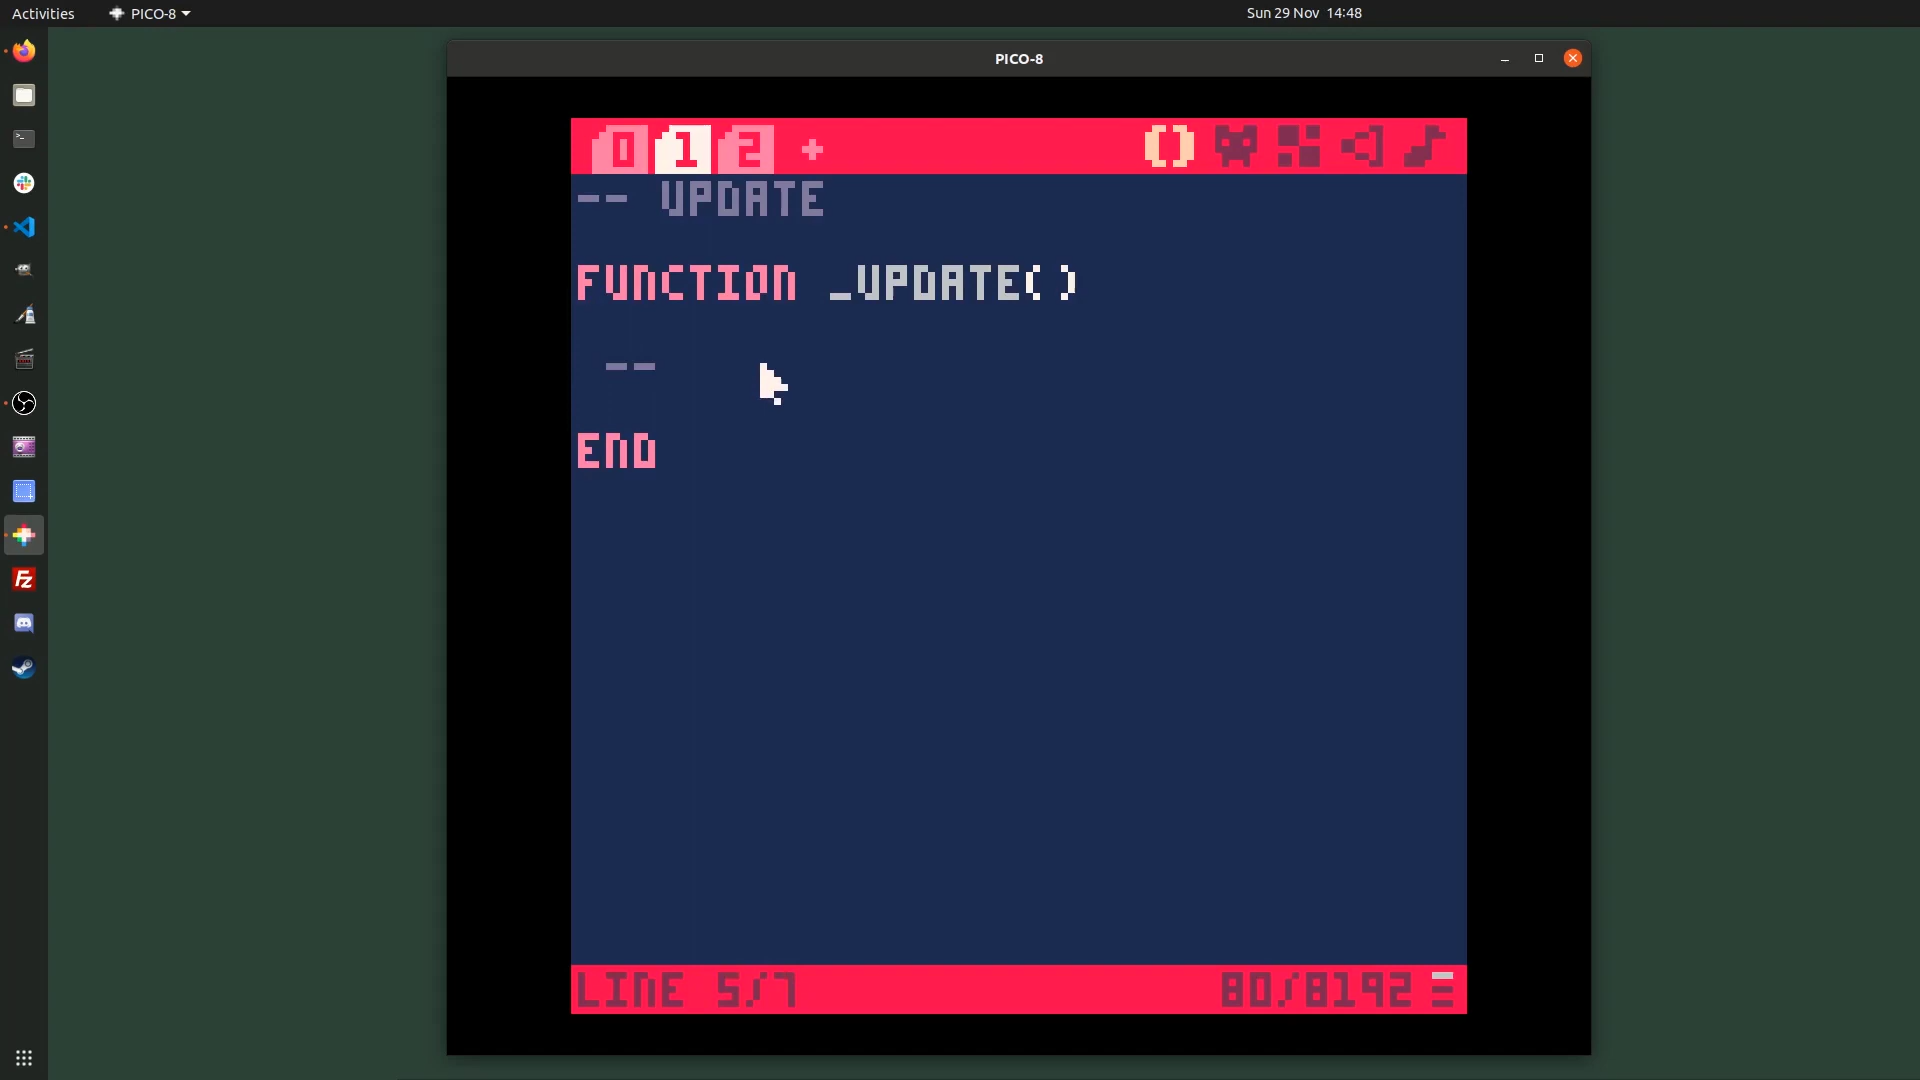 Activities
PICO-8
Sun 29 Nov 14:48
PICO-8
0 1 2 +
-- UPDATE
FUNCTION _UPDATE()
--
END
LINE 5/7
80/8192